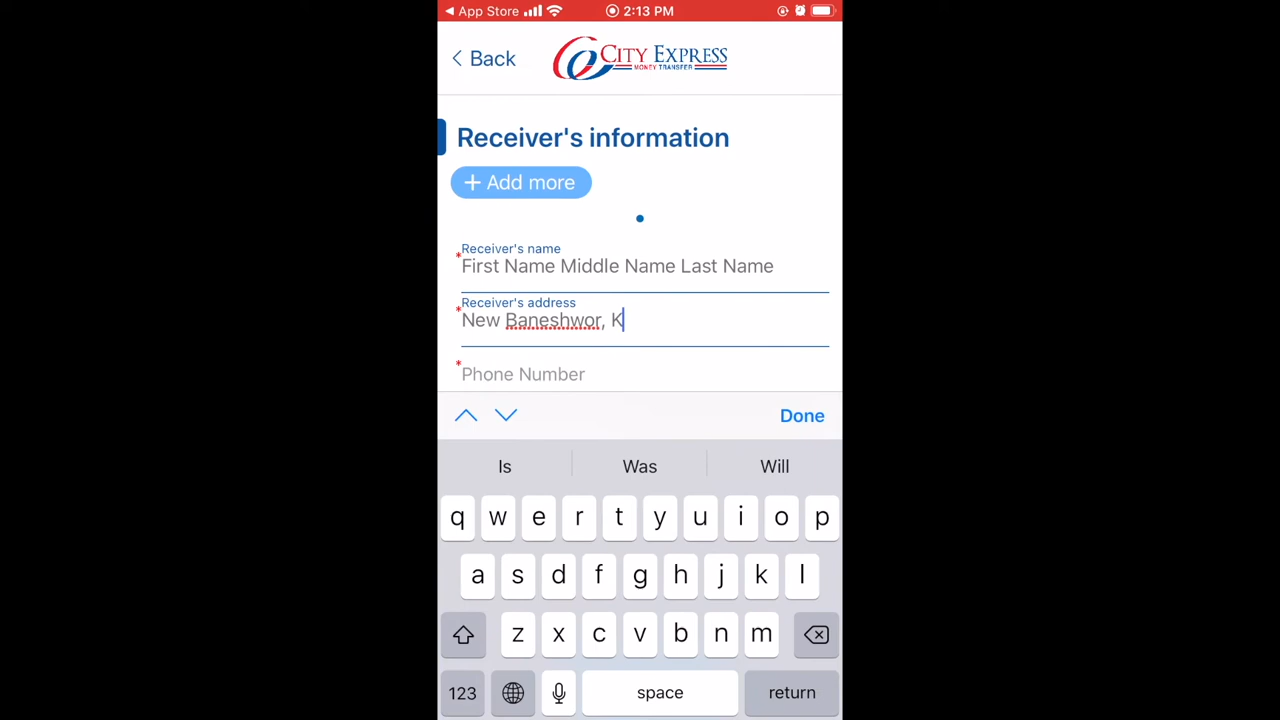 App Store 2:13 PM
Back CITY EXPRESS
MONEY TRANSFER
Receiver's information
+ Add more
Receiver's name
* First Name Middle Name Last Name
Receiver's address
* New Baneshwor, K
* Phone Number
Done
Is Was Will
q w e r t y u i o p
a s d f g h j k l
z x c v b n m
123 space return